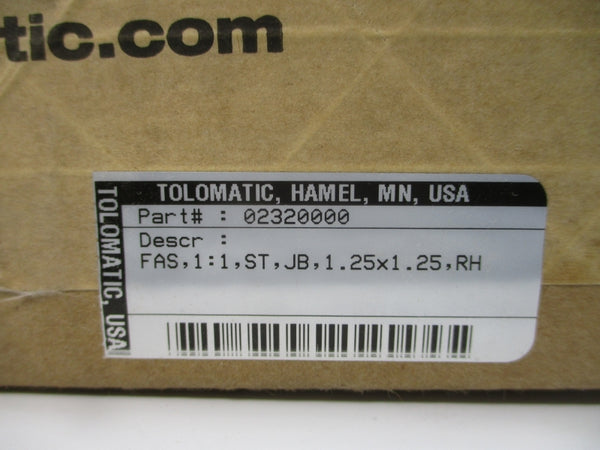 tic.com
TOLOMATIC, HAMEL, MN, USA
TOLOMATIC, USA
Part# : 02320000
Descr :
FAS,1:1,ST,JB,1.25x1.25,RH